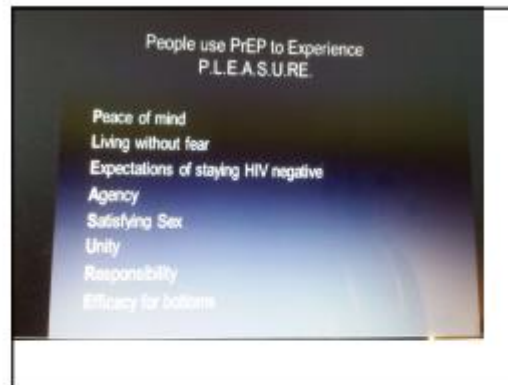 People use PrEP to Experience
P.L.E.A.S.U.RE.
Peace of mind
Living without fear
Expectations of staying HIV negative
Agency
Satisfying Sex
Unity
Responsibility
Efficacy for bottoms